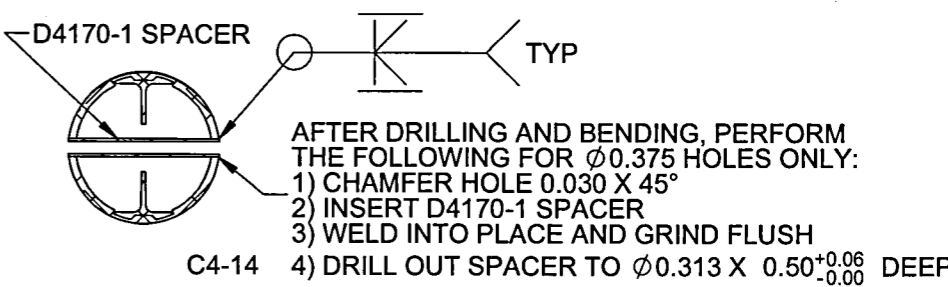 D4170-1 SPACER
TYP
AFTER DRILLING AND BENDING, PERFORM
THE FOLLOWING FOR Ø0.375 HOLES ONLY:
1) CHAMFER HOLE 0.030 X 45°
2) INSERT D4170-1 SPACER
3) WELD INTO PLACE AND GRIND FLUSH
C4-14 4) DRILL OUT SPACER TO Ø0.313 X 0.50 +0.06 -0.00 DEEP